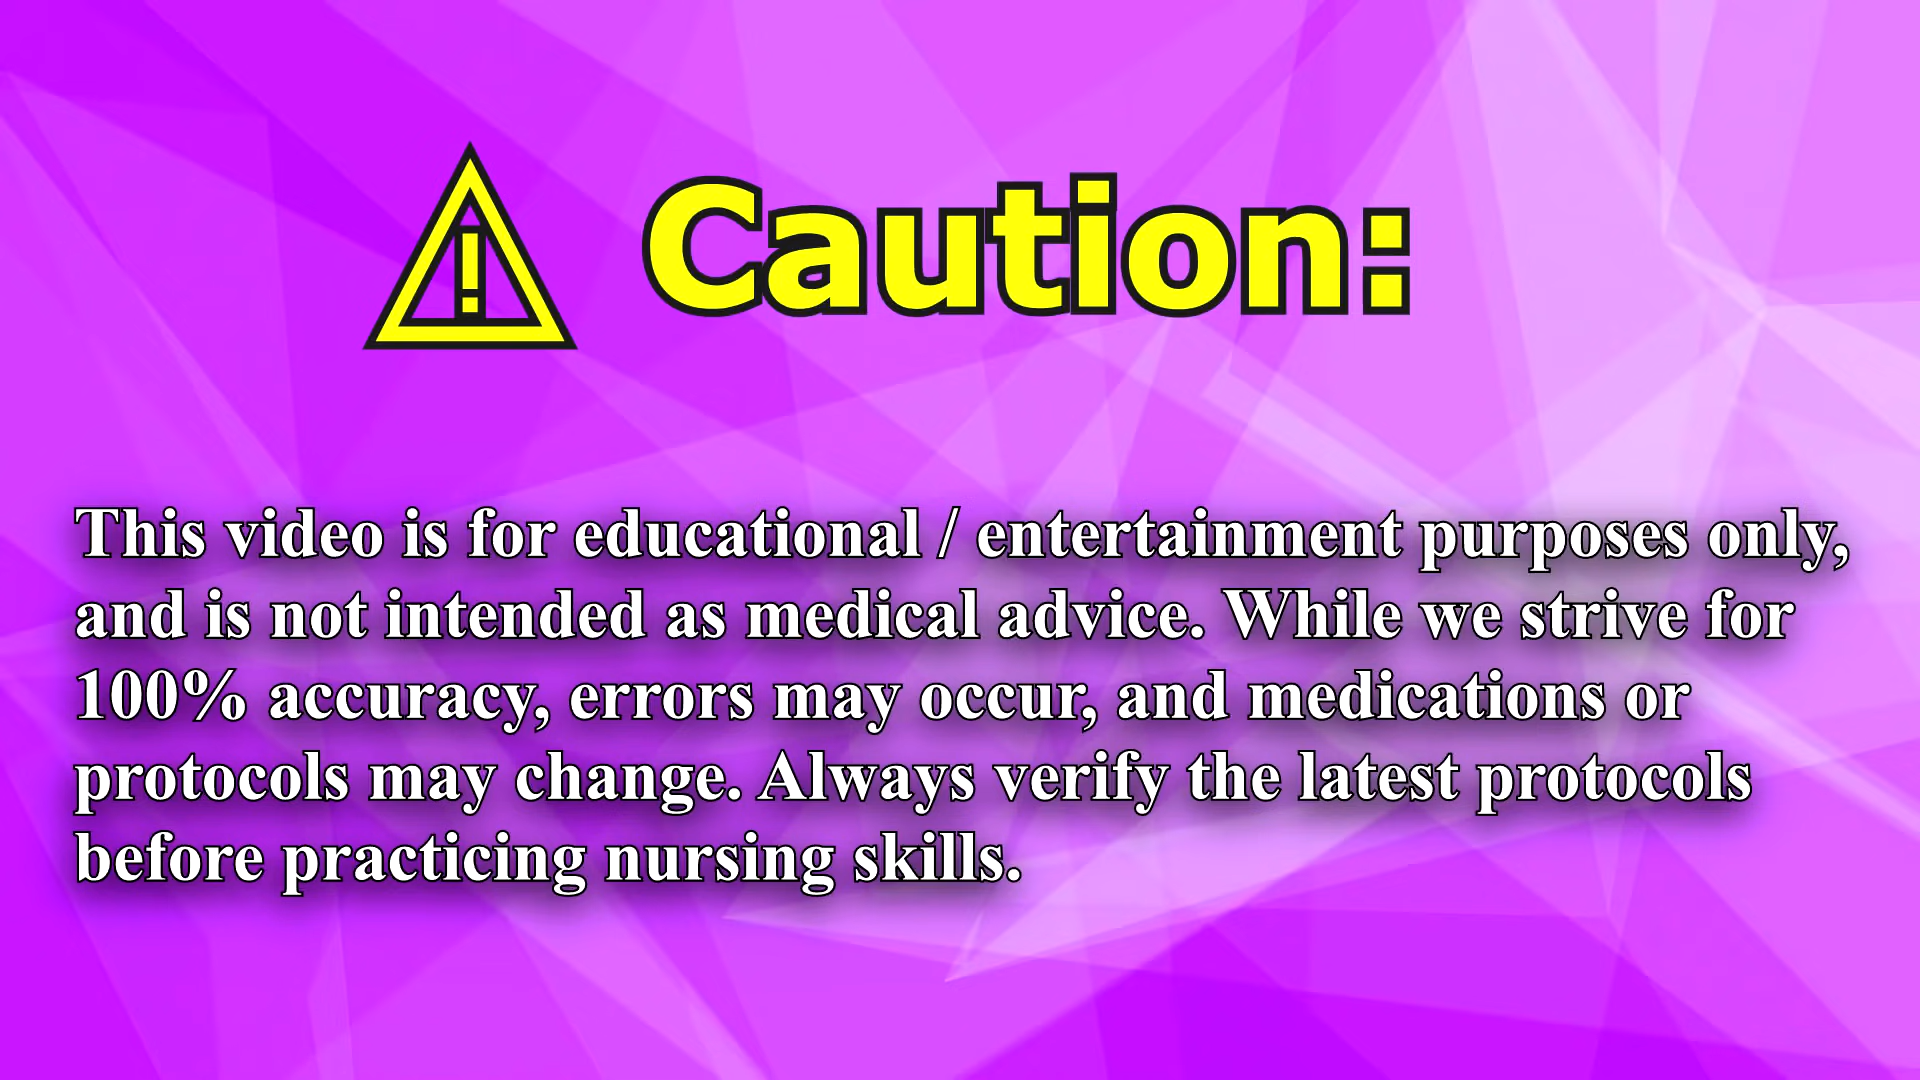 Caution:
This video is for educational / entertainment purposes only,
and is not intended as medical advice. While we strive for
100% accuracy, errors may occur, and medications or
protocols may change. Always verify the latest protocols
before practicing nursing skills.